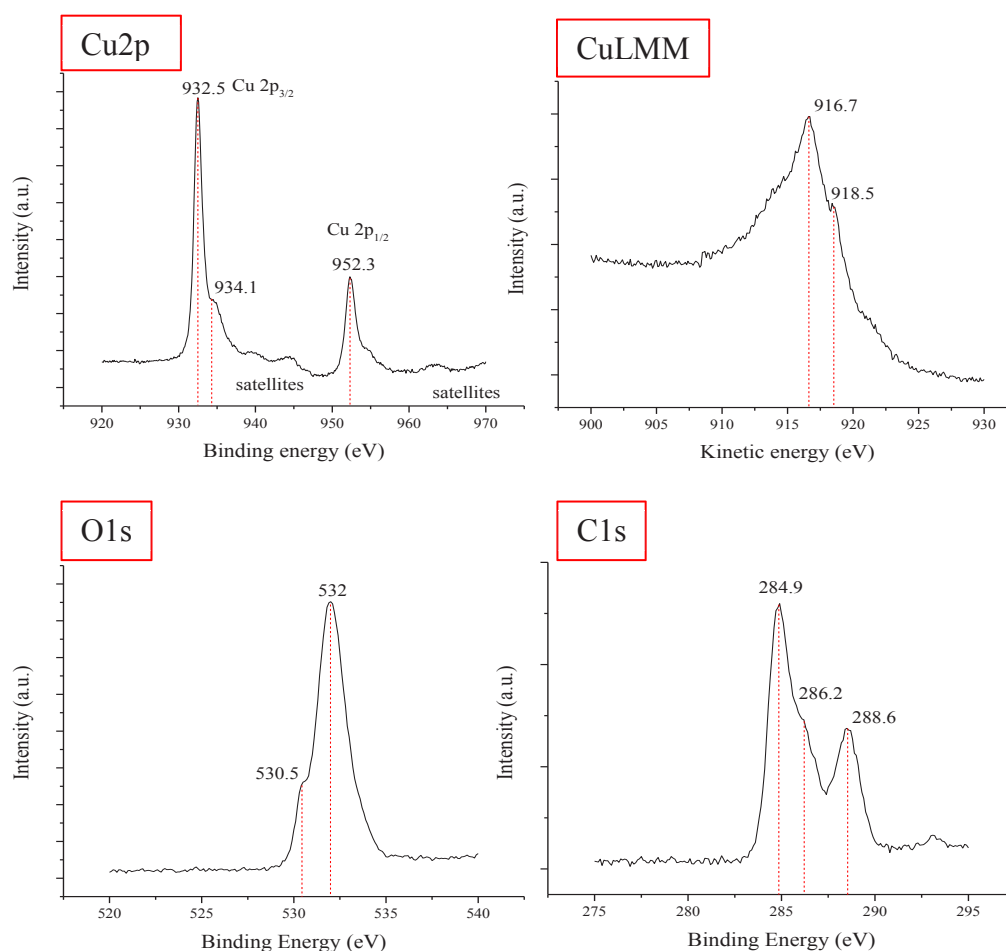 Cu2p
932.5 Cu 2p3/2
934.1
Cu 2p1/2
952.3
satellites
satellites
Intensity (a.u.)
920 930 940 950 960 970
Binding energy (eV)
CuLMM
916.7
918.5
Intensity (a.u.)
900 905 910 915 920 925 930
Kinetic energy (eV)
O1s
532
530.5
Intensity (a.u.)
520 525 530 535 540
Binding Energy (eV)
C1s
284.9
286.2
288.6
Intensity (a.u.)
275 280 285 290 295
Binding Energy (eV)